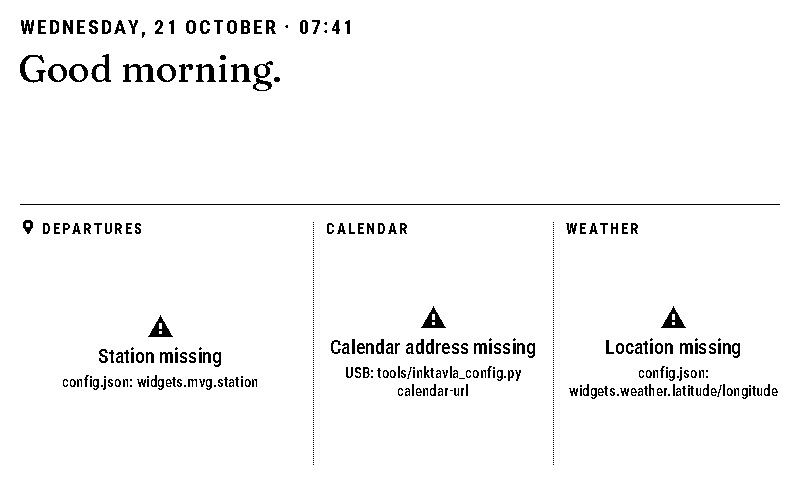 WEDNESDAY, 21 OCTOBER · 07:41
Good morning.
DEPARTURES
Station missing
config.json: widgets.mvg.station
CALENDAR
Calendar address missing
USB: tools/inktavla_config.py
calendar-url
WEATHER
Location missing
config.json:
widgets.weather.latitude/longitude